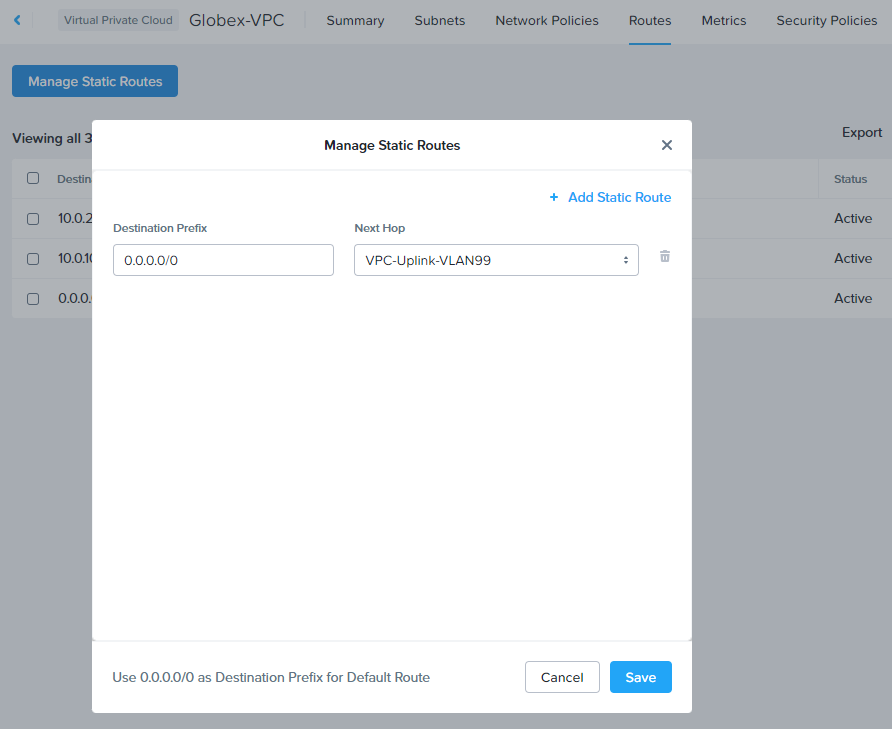 Virtual Private Cloud Globex-VPC Summary Subnets Network Policies Routes Metrics Security Policies
Manage Static Routes
Viewing all 3
Export
Manage Static Routes
Status
+ Add Static Route
10.0.2
Active
Destination Prefix Next Hop
0.0.0.0/0 VPC-Uplink-VLAN99
10.0.10
Active
0.0.0.
Active
Use 0.0.0.0/0 as Destination Prefix for Default Route Cancel Save